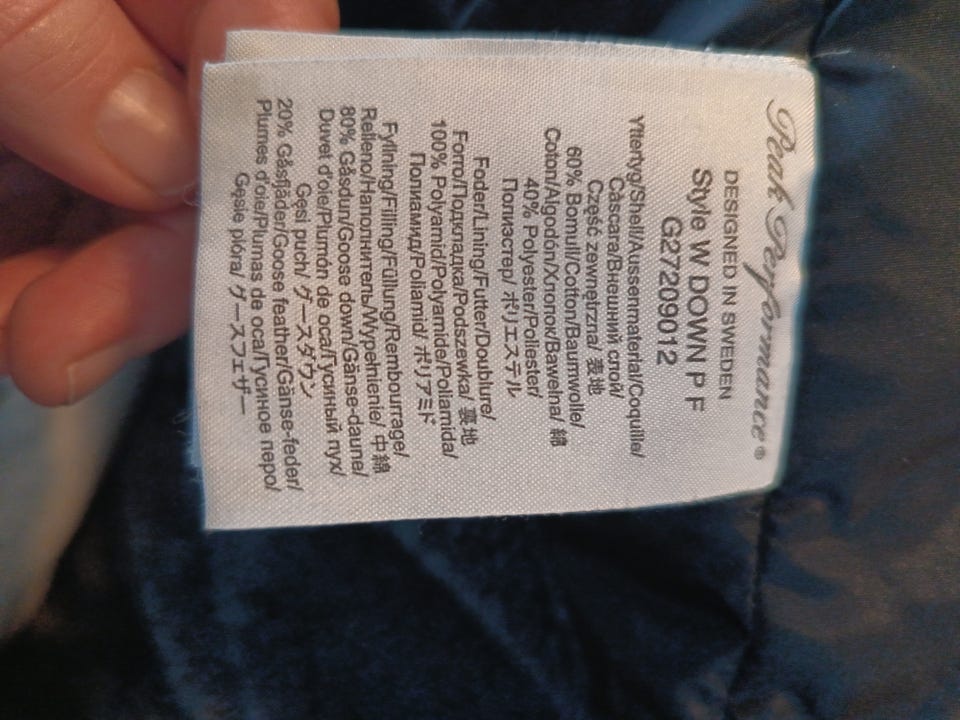 Peak Performance®
DESIGNED IN SWEDEN
Style W DOWN P F
G27209012
Yttertyg/Shell/Aussenmaterial/Coquille/
Cáscara/Внешний слой/
Część zewnętrzna/ 表地
60% Bomull/Cotton/Baumwolle/
Coton/Algodón/Хлопок/Bawełna/ 綿
40% Polyester/Poliester/
Полиэстер/ ポリエステル
Foder/Lining/Futter/Doublure/
Forro/Подкладка/Podszewka/ 裏地
100% Polyamid/Polyamide/Poliamida/
Полиамид/Poliamid/ ポリアミド
Fyllning/Filling/Füllung/Rembourrage/
Relleno/Наполнитель/Wypełnienie/ 中綿
80% Gåsdun/Goose down/Gänse-daune/
Duvet d'oie/Plumón de oca/Гусиный пух/
Gęsi puch/ グースダウン
20% Gåsfjäder/Goose feather/Gänse-feder/
Plumes d'oie/Plumas de oca/Гусиное перо/
Gęsie pióra/ グースフェザー